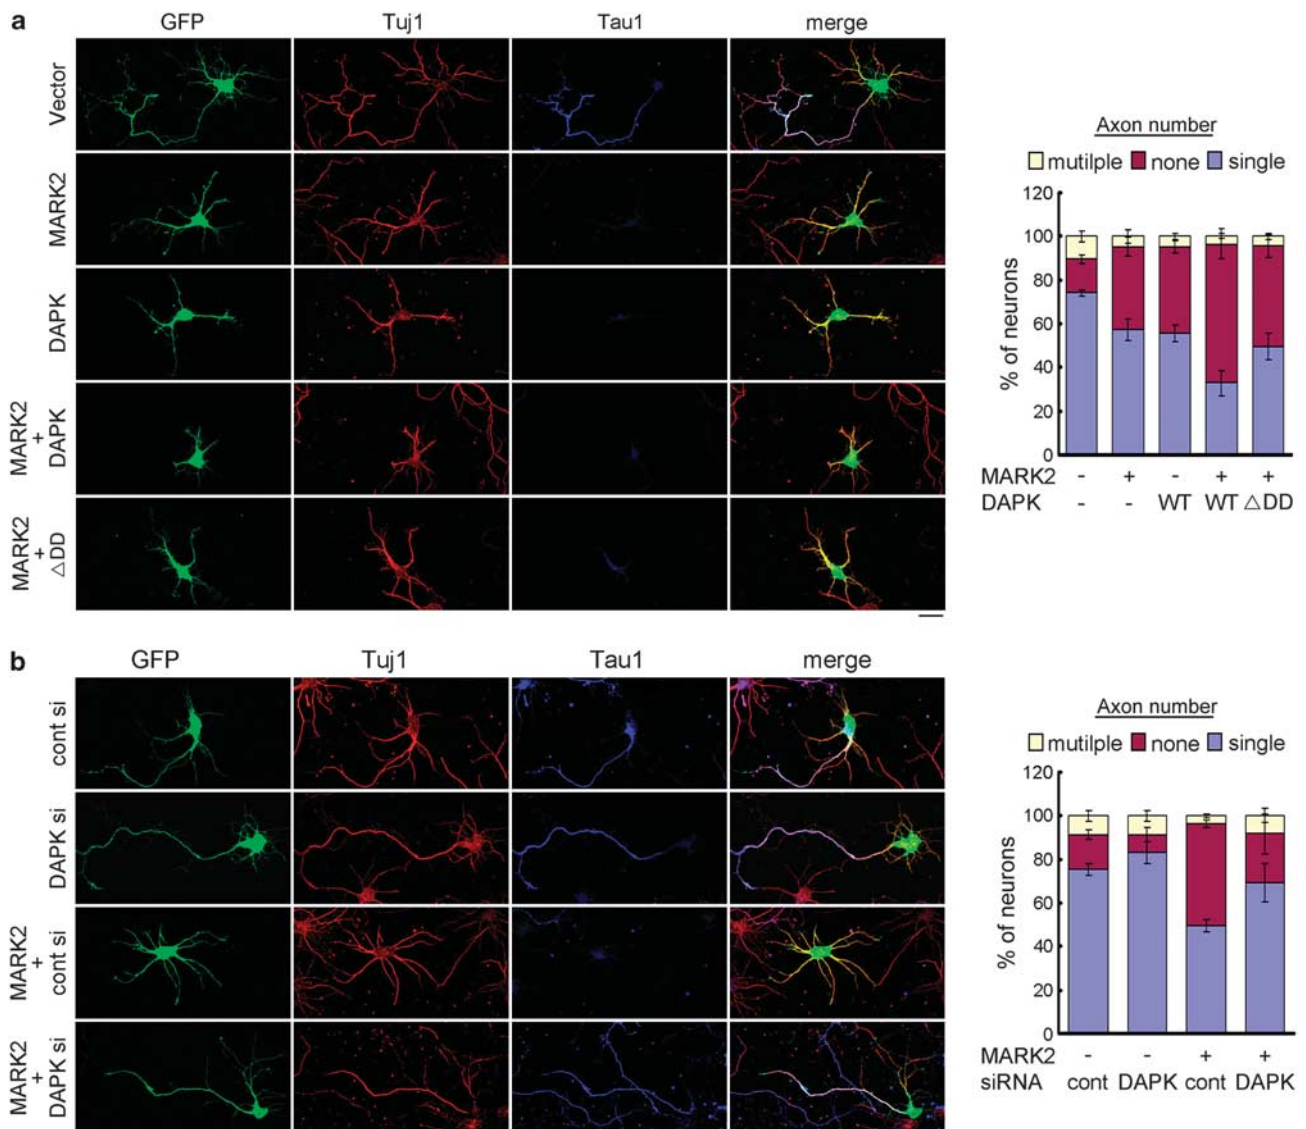 a
GFP Tuj1 Tau1 merge
Vector
MARK2
DAPK
MARK2
+
DAPK
MARK2
+
△DD
Axon number
mutilple none single
% of neurons
120
100
80
60
40
20
0
MARK2 - + - + +
DAPK - - WT WT △DD
b
GFP Tuj1 Tau1 merge
cont si
DAPK si
MARK2
+
cont si
MARK2
+
DAPK si
Axon number
mutilple none single
% of neurons
120
100
80
60
40
20
0
MARK2 - - + +
siRNA cont DAPK cont DAPK